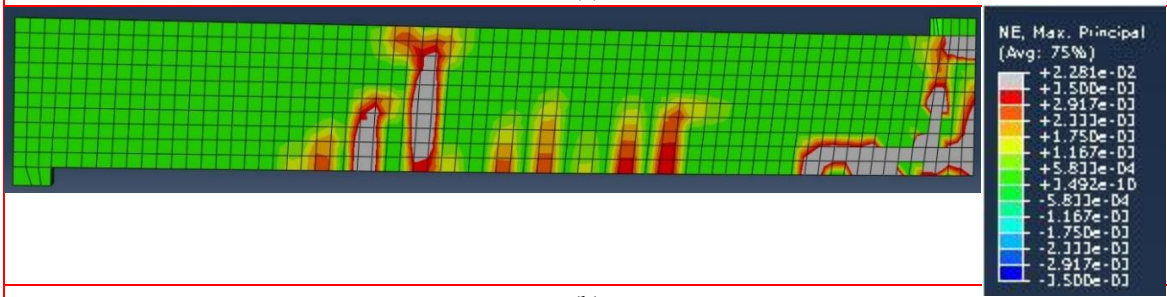 NE, Max. Principal
(Avg: 75%)
+2.281e-02
+3.500e-03
+2.917e-03
+2.333e-03
+1.750e-03
+1.167e-03
+5.833e-04
+3.492e-10
-5.833e-04
-1.167e-03
-1.750e-03
-2.333e-03
-2.917e-03
-3.500e-03